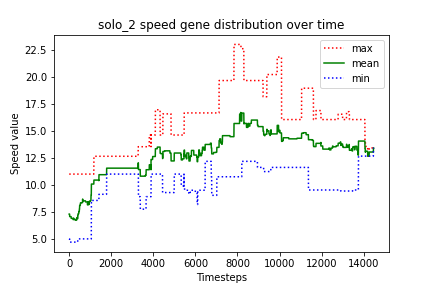 solo_2 speed gene distribution over time
max
mean
min
22.5
20.0
17.5
15.0
12.5
10.0
7.5
5.0
Speed value
0 2000 4000 6000 8000 10000 12000 14000
Timesteps